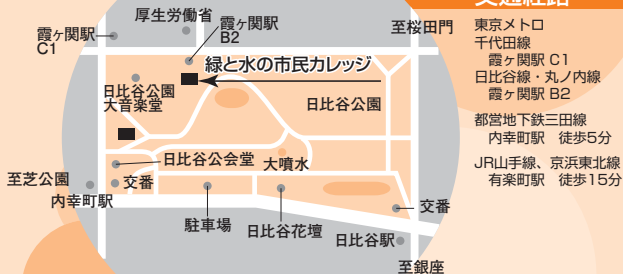 交通経路
厚生労働省
霞ヶ関駅
B2
至桜田門
霞ヶ関駅
C1
緑と水の市民カレッジ
日比谷公園
大音楽堂
日比谷公園
日比谷公会堂
大噴水
至芝公園
交番
内幸町駅
駐車場
日比谷花壇
交番
日比谷駅
至銀座
東京メトロ
千代田線
霞ヶ関駅 C1
日比谷線・丸ノ内線
霞ヶ関駅 B2
都営地下鉄三田線
内幸町駅 徒歩5分
JR山手線、京浜東北線
有楽町駅 徒歩15分